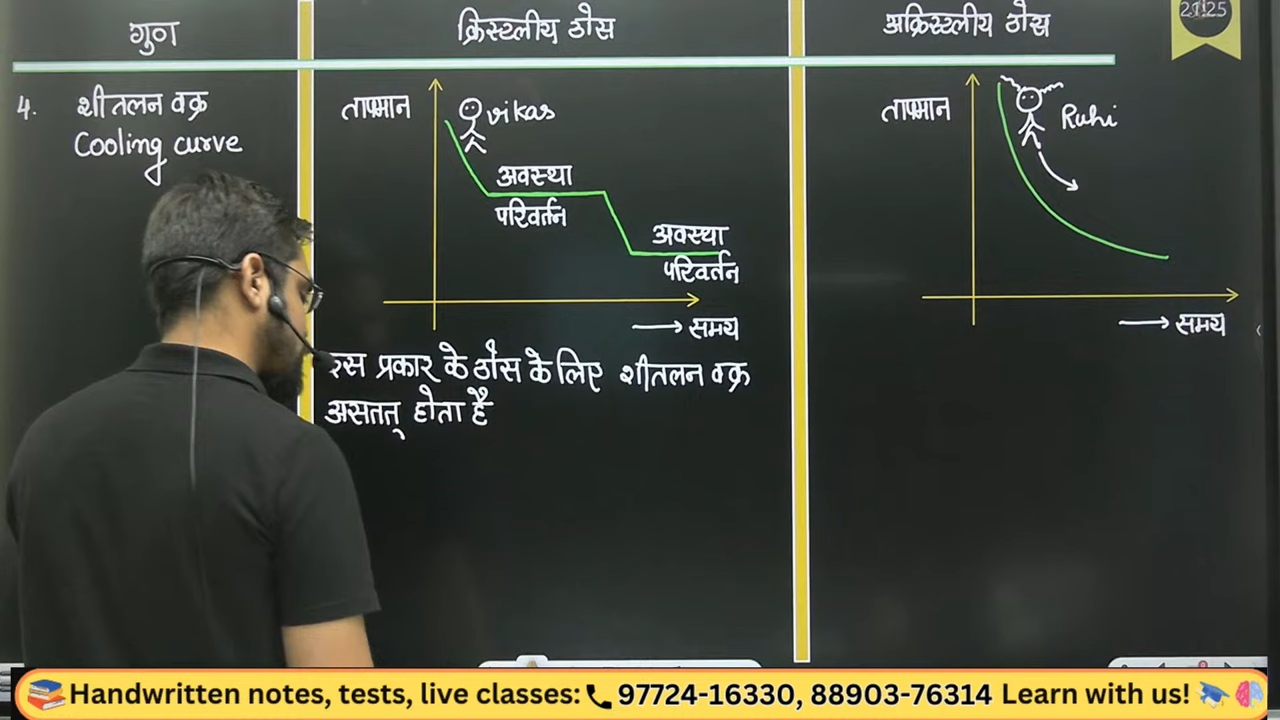 गुण
क्रिस्टलीय ठोस
अक्रिस्टलीय ठोस
21:25
4. शीतलन वक्र
Cooling curve
तापमान
vikas
अवस्था
परिवर्तन
अवस्था
परिवर्तन
→ समय
इस प्रकार के ठोस के लिए शीतलन वक्र
असतत् होता है
तापमान
Ruhi
→ समय
Handwritten notes, tests, live classes: 97724-16330, 88903-76314 Learn with us!